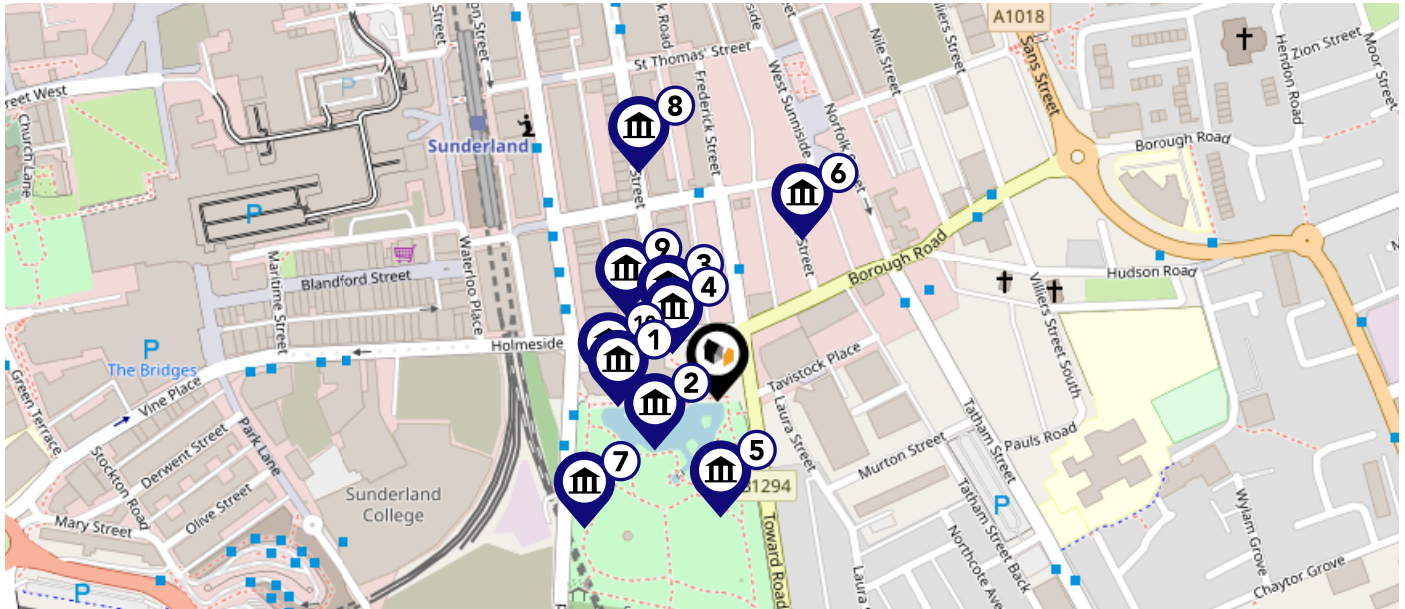 A1018
St Thomas' Street
Frederick Street
West Sunniside
Nile Street
Villiers Street
Sans Street
Hendon Road
Zion Street
Moor Street
Church Lane
P
Sunderland
8
Street
Norfolk Street
6
Borough Road
P
Maritime Street
Blandford Street
Waterloo Place
9
3
4
Street
Borough Road
Hudson Road
Villiers Street South
P
The Bridges
Holmeside
10
1
2
Tavistock Place
Green Terrace
Vine Place
Stockton Road
Derwent Street
Olive Street
Park Lane
Mary Street
Sunderland
College
7
5
B1294
Laura Street
Murton Street
Tatham Street
Pauls Road
P
Tatham Street Back
Northcote Ave
Toward Road
Laura S
Wylam Grove
Chaytor Grove
P